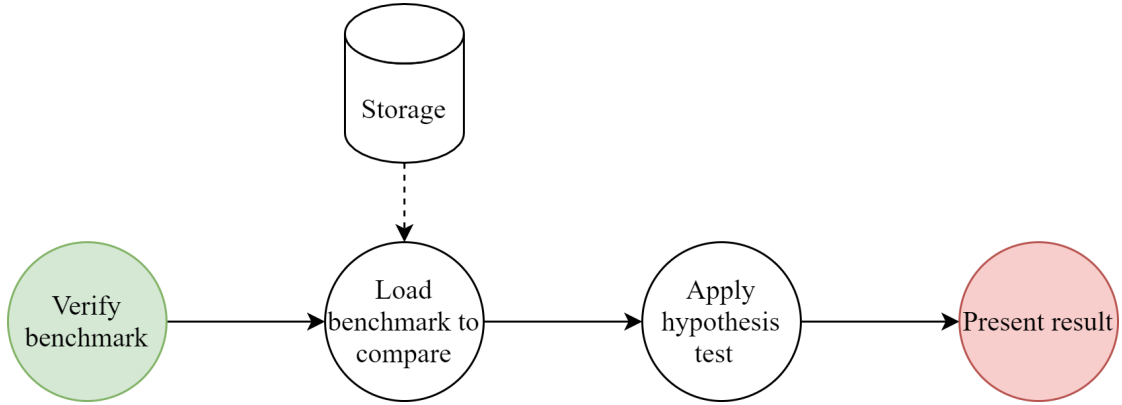 Storage
Verify
benchmark
Load
benchmark to
compare
Apply
hypothesis
test
Present result